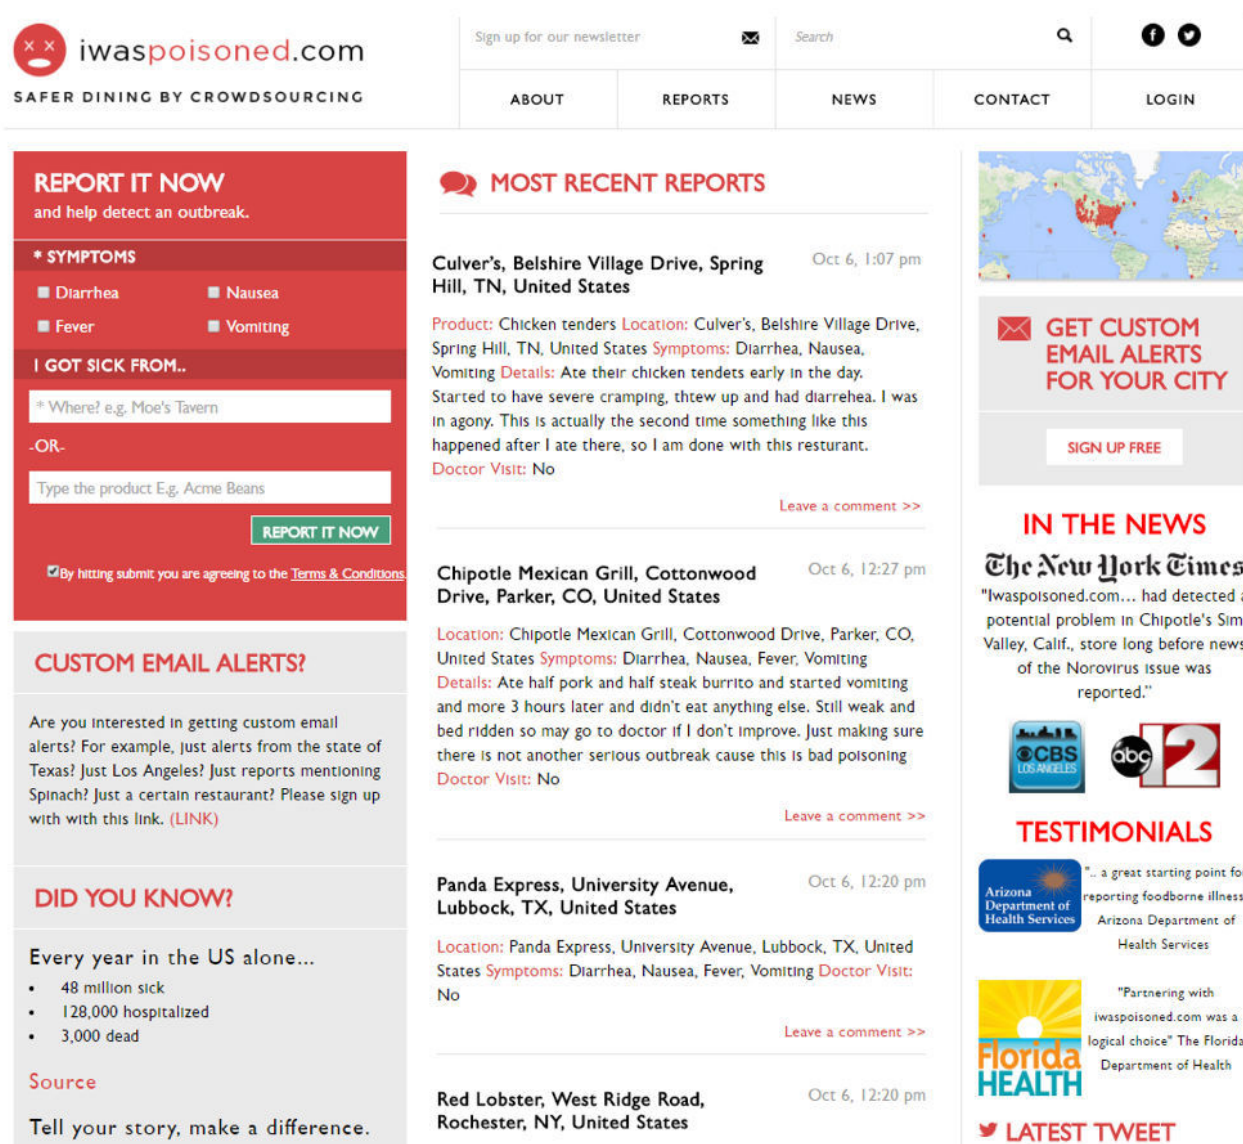 iwaspoisoned.com
SAFER DINING BY CROWDSOURCING
Sign up for our newsletter
Search
ABOUT
REPORTS
NEWS
CONTACT
LOGIN
REPORT IT NOW
and help detect an outbreak.
* SYMPTOMS
Diarrhea
Nausea
Fever
Vomiting
I GOT SICK FROM..
* Where? e.g. Moe's Tavern
-OR-
Type the product E.g. Acme Beans
REPORT IT NOW
By hitting submit you are agreeing to the Terms & Conditions
CUSTOM EMAIL ALERTS?
Are you interested in getting custom email
alerts? For example, just alerts from the state of
Texas? Just Los Angeles? Just reports mentioning
Spinach? Just a certain restaurant? Please sign up
with with this link. (LINK)
DID YOU KNOW?
Every year in the US alone...
• 48 million sick
• 128,000 hospitalized
• 3,000 dead
Source
Tell your story, make a difference.
MOST RECENT REPORTS
Culver's, Belshire Village Drive, Spring
Hill, TN, United States
Oct 6, 1:07 pm
Product: Chicken tenders Location: Culver's, Belshire Village Drive,
Spring Hill, TN, United States Symptoms: Diarrhea, Nausea,
Vomiting Details: Ate their chicken tendets early in the day.
Started to have severe cramping, thtew up and had diarrehea. I was
in agony. This is actually the second time something like this
happened after I ate there, so I am done with this resturant.
Doctor Visit: No
Leave a comment >>
Chipotle Mexican Grill, Cottonwood
Drive, Parker, CO, United States
Oct 6, 12:27 pm
Location: Chipotle Mexican Grill, Cottonwood Drive, Parker, CO,
United States Symptoms: Diarrhea, Nausea, Fever, Vomiting
Details: Ate half pork and half steak burrito and started vomiting
and more 3 hours later and didn't eat anything else. Still weak and
bed ridden so may go to doctor if I don't improve. Just making sure
there is not another serious outbreak cause this is bad poisoning
Doctor Visit: No
Leave a comment >>
Panda Express, University Avenue,
Lubbock, TX, United States
Oct 6, 12:20 pm
Location: Panda Express, University Avenue, Lubbock, TX, United
States Symptoms: Diarrhea, Nausea, Fever, Vomiting Doctor Visit:
No
Leave a comment >>
Red Lobster, West Ridge Road,
Rochester, NY, United States
Oct 6, 12:20 pm
GET CUSTOM
EMAIL ALERTS
FOR YOUR CITY
SIGN UP FREE
IN THE NEWS
The New York Times
"Iwaspoisoned.com... had detected a
potential problem in Chipotle's Sim
Valley, Calif., store long before news
of the Norovirus issue was
reported."
CBS
LOS ANGELES
abc 12
TESTIMONIALS
Arizona
Department of
Health Services
".. a great starting point for
reporting foodborne illness
Arizona Department of
Health Services
Florida
HEALTH
"Partnering with
iwaspoisoned.com was a
logical choice" The Florida
Department of Health
LATEST TWEET